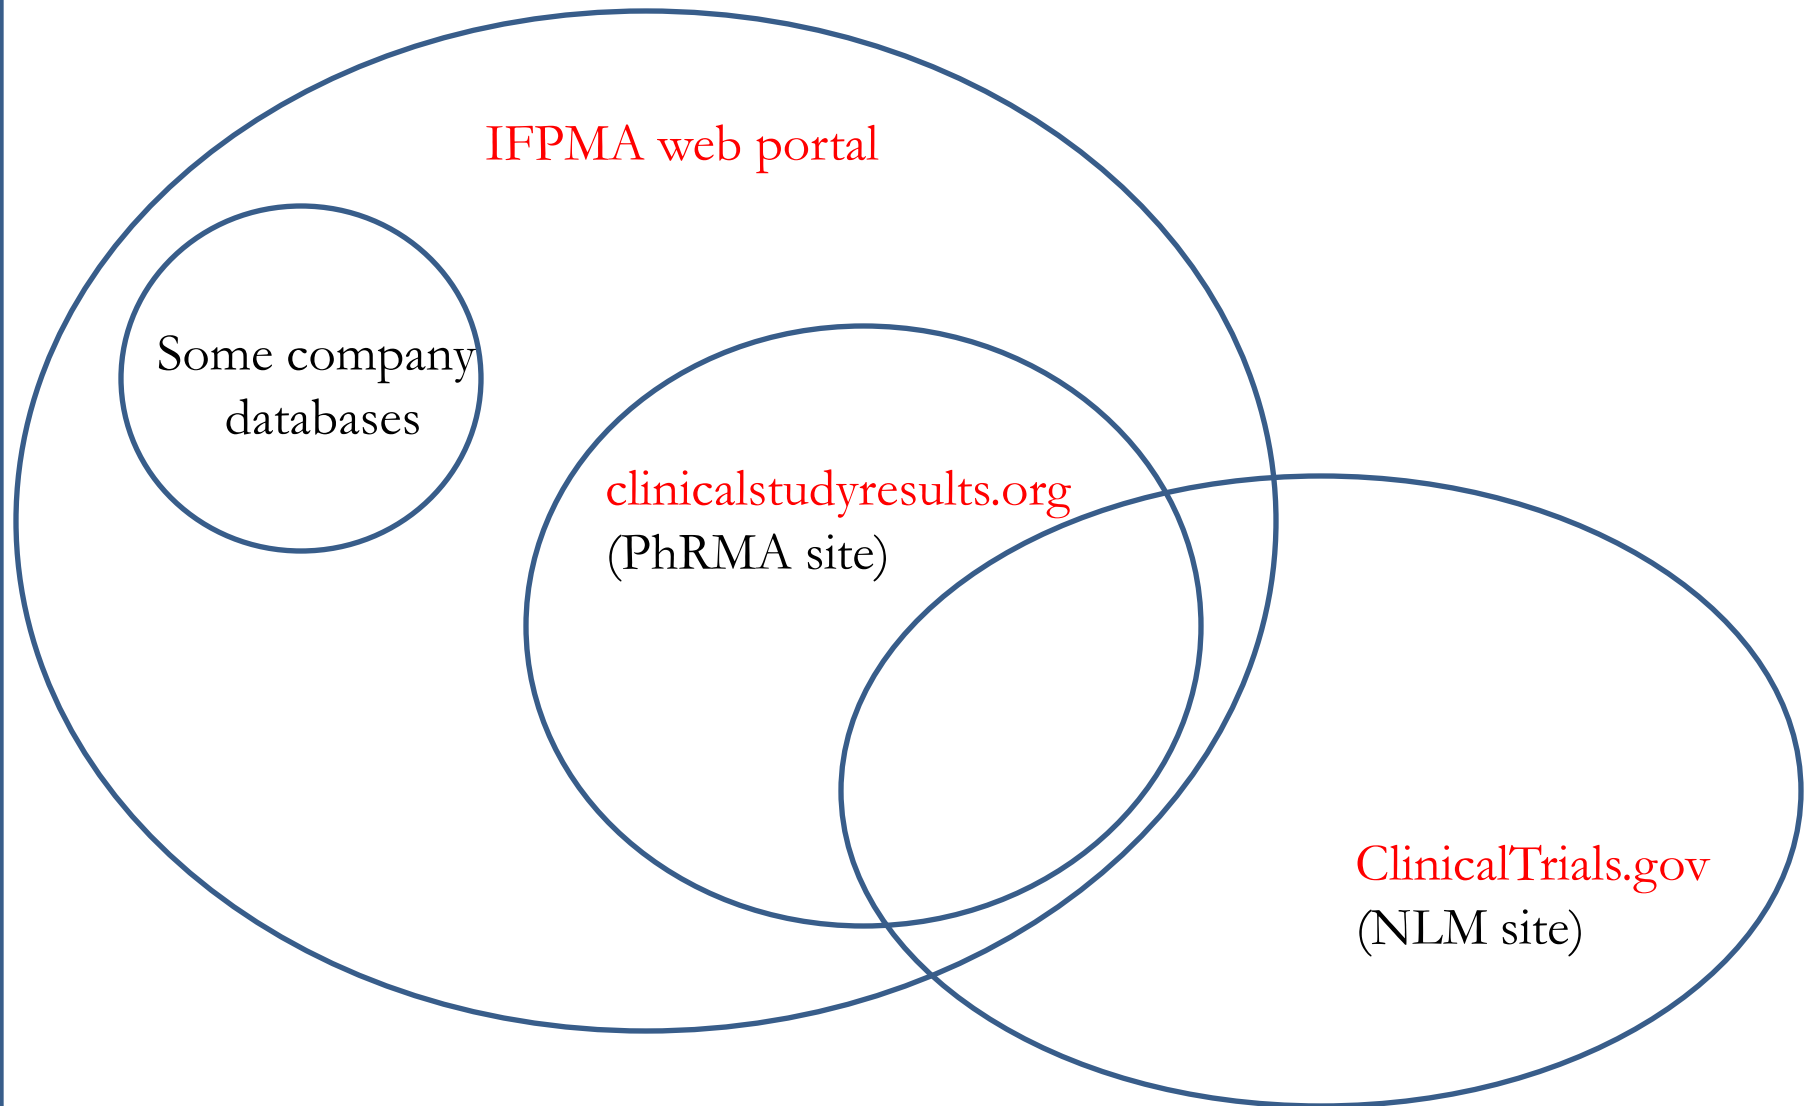 IFPMA web portal
Some company
databases
clinicalstudyresults.org
(PhRMA site)
ClinicalTrials.gov
(NLM site)